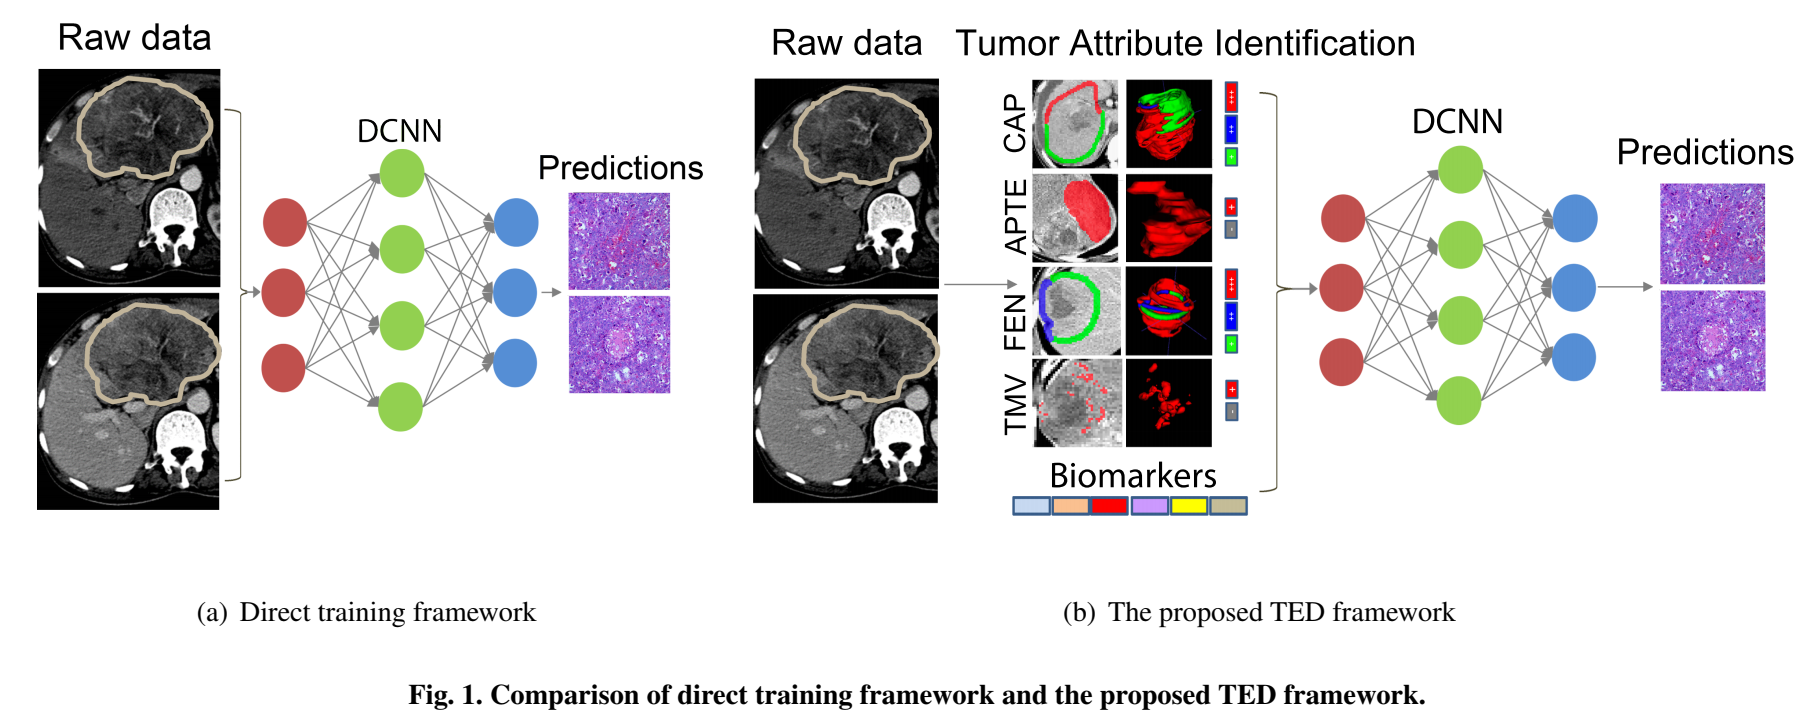 Raw data
DCNN
Predictions
(a) Direct training framework
Raw data
Tumor Attribute Identification
CAP
APTE
FEN
TMV
Biomarkers
DCNN
Predictions
(b) The proposed TED framework
Fig. 1. Comparison of direct training framework and the proposed TED framework.